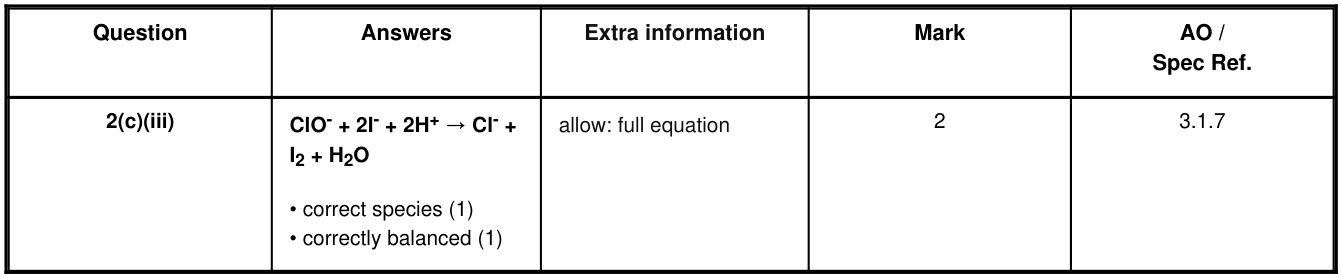 Question Answers Extra information Mark AO /
Spec Ref.
2(c)(iii) ClO⁻ + 2I⁻ + 2H⁺ → Cl⁻ + allow: full equation 2 3.1.7
I₂ + H₂O
• correct species (1)
• correctly balanced (1)